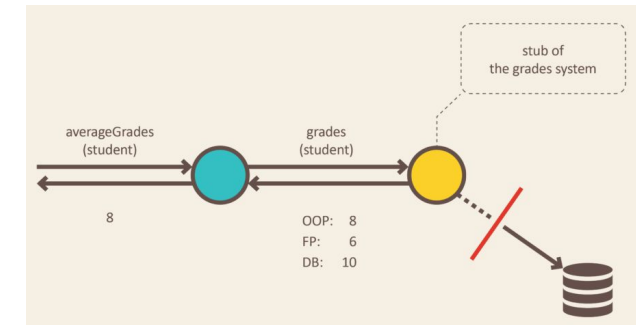 stub of
the grades system
averageGrades
(student)
grades
(student)
8
OOP: 8
FP: 6
DB: 10